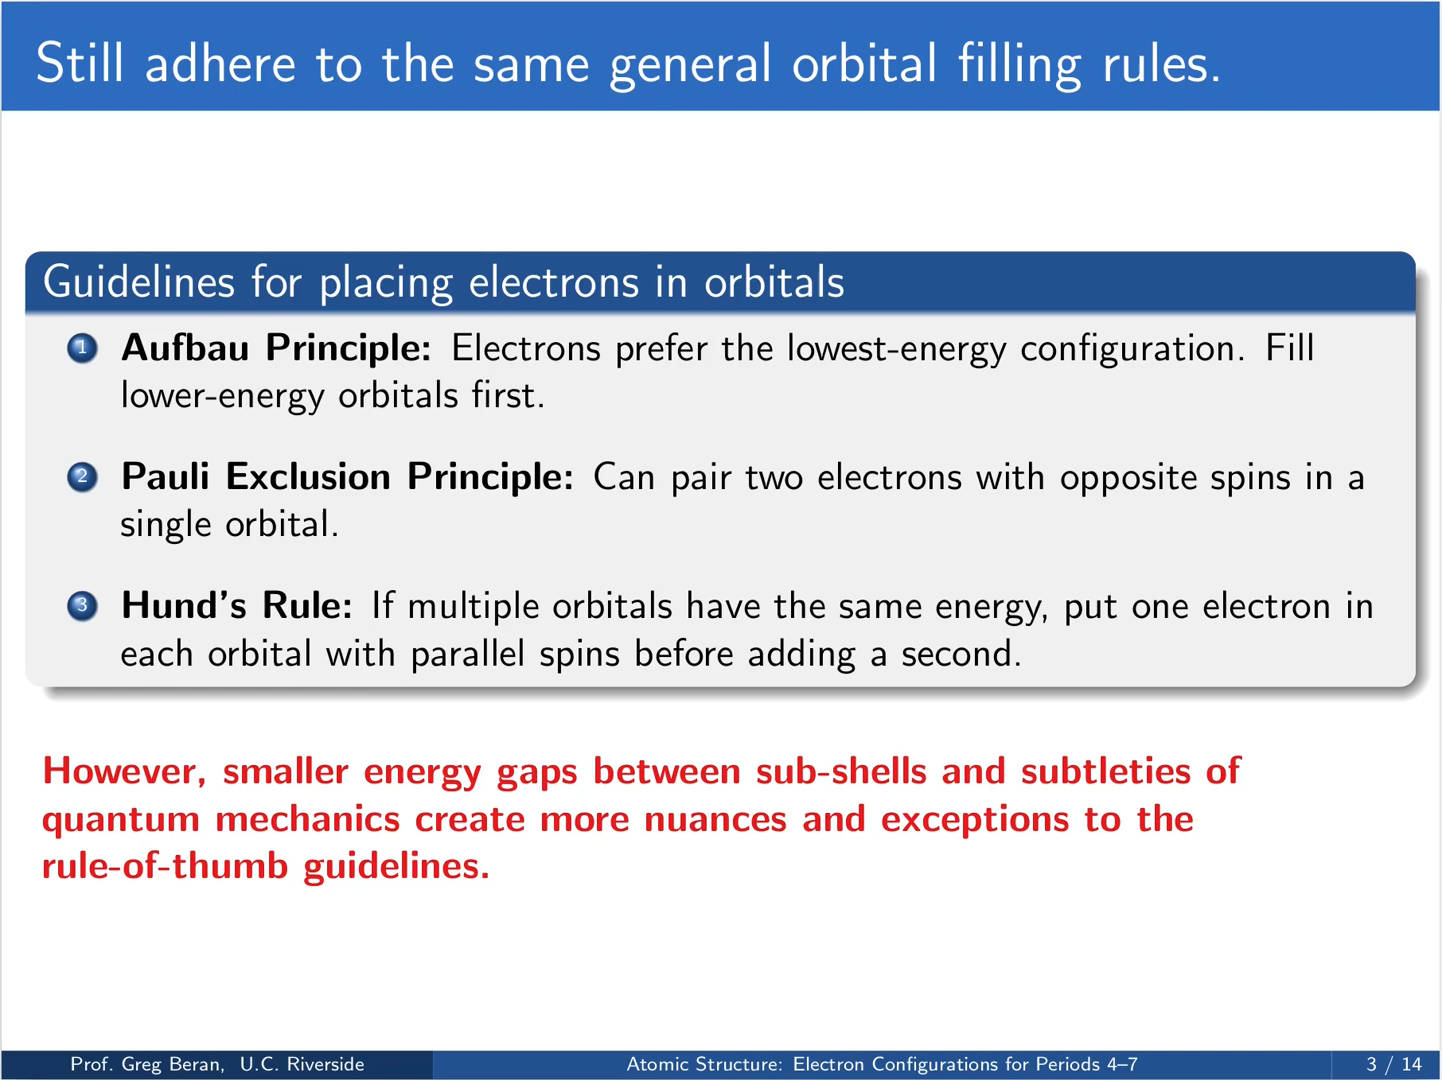 Still adhere to the same general orbital filling rules.
Guidelines for placing electrons in orbitals
1 Aufbau Principle: Electrons prefer the lowest-energy configuration. Fill
lower-energy orbitals first.
2 Pauli Exclusion Principle: Can pair two electrons with opposite spins in a
single orbital.
3 Hund's Rule: If multiple orbitals have the same energy, put one electron in
each orbital with parallel spins before adding a second.
However, smaller energy gaps between sub-shells and subtleties of
quantum mechanics create more nuances and exceptions to the
rule-of-thumb guidelines.
Prof. Greg Beran, U.C. Riverside Atomic Structure: Electron Configurations for Periods 4–7 3 / 14